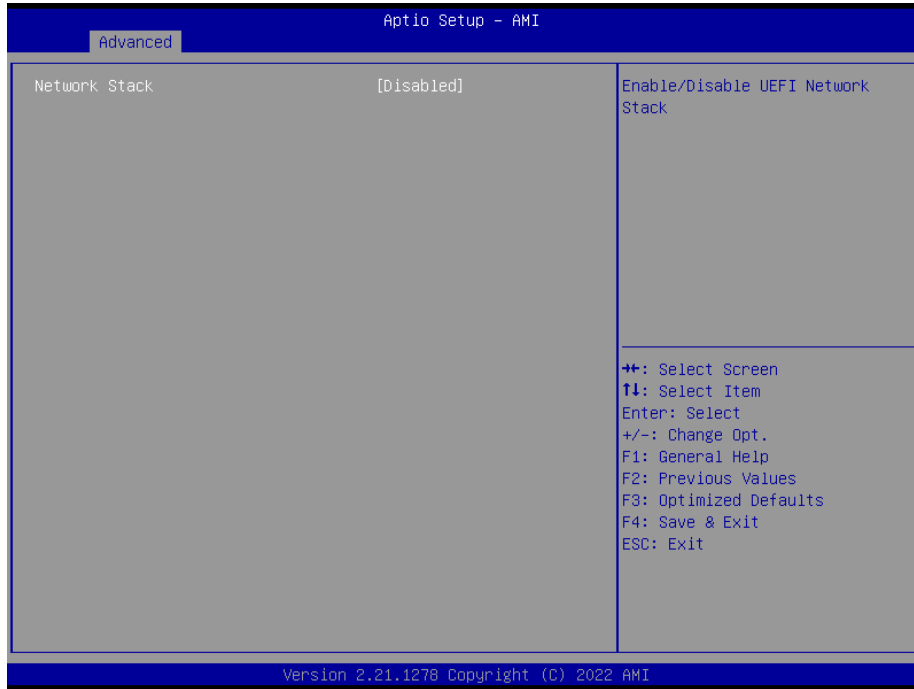 Aptio Setup - AMI
Advanced
Network Stack [Disabled]
Enable/Disable UEFI Network
Stack
→←: Select Screen
↑↓: Select Item
Enter: Select
+/-: Change Opt.
F1: General Help
F2: Previous Values
F3: Optimized Defaults
F4: Save & Exit
ESC: Exit
Version 2.21.1278 Copyright (C) 2022 AMI